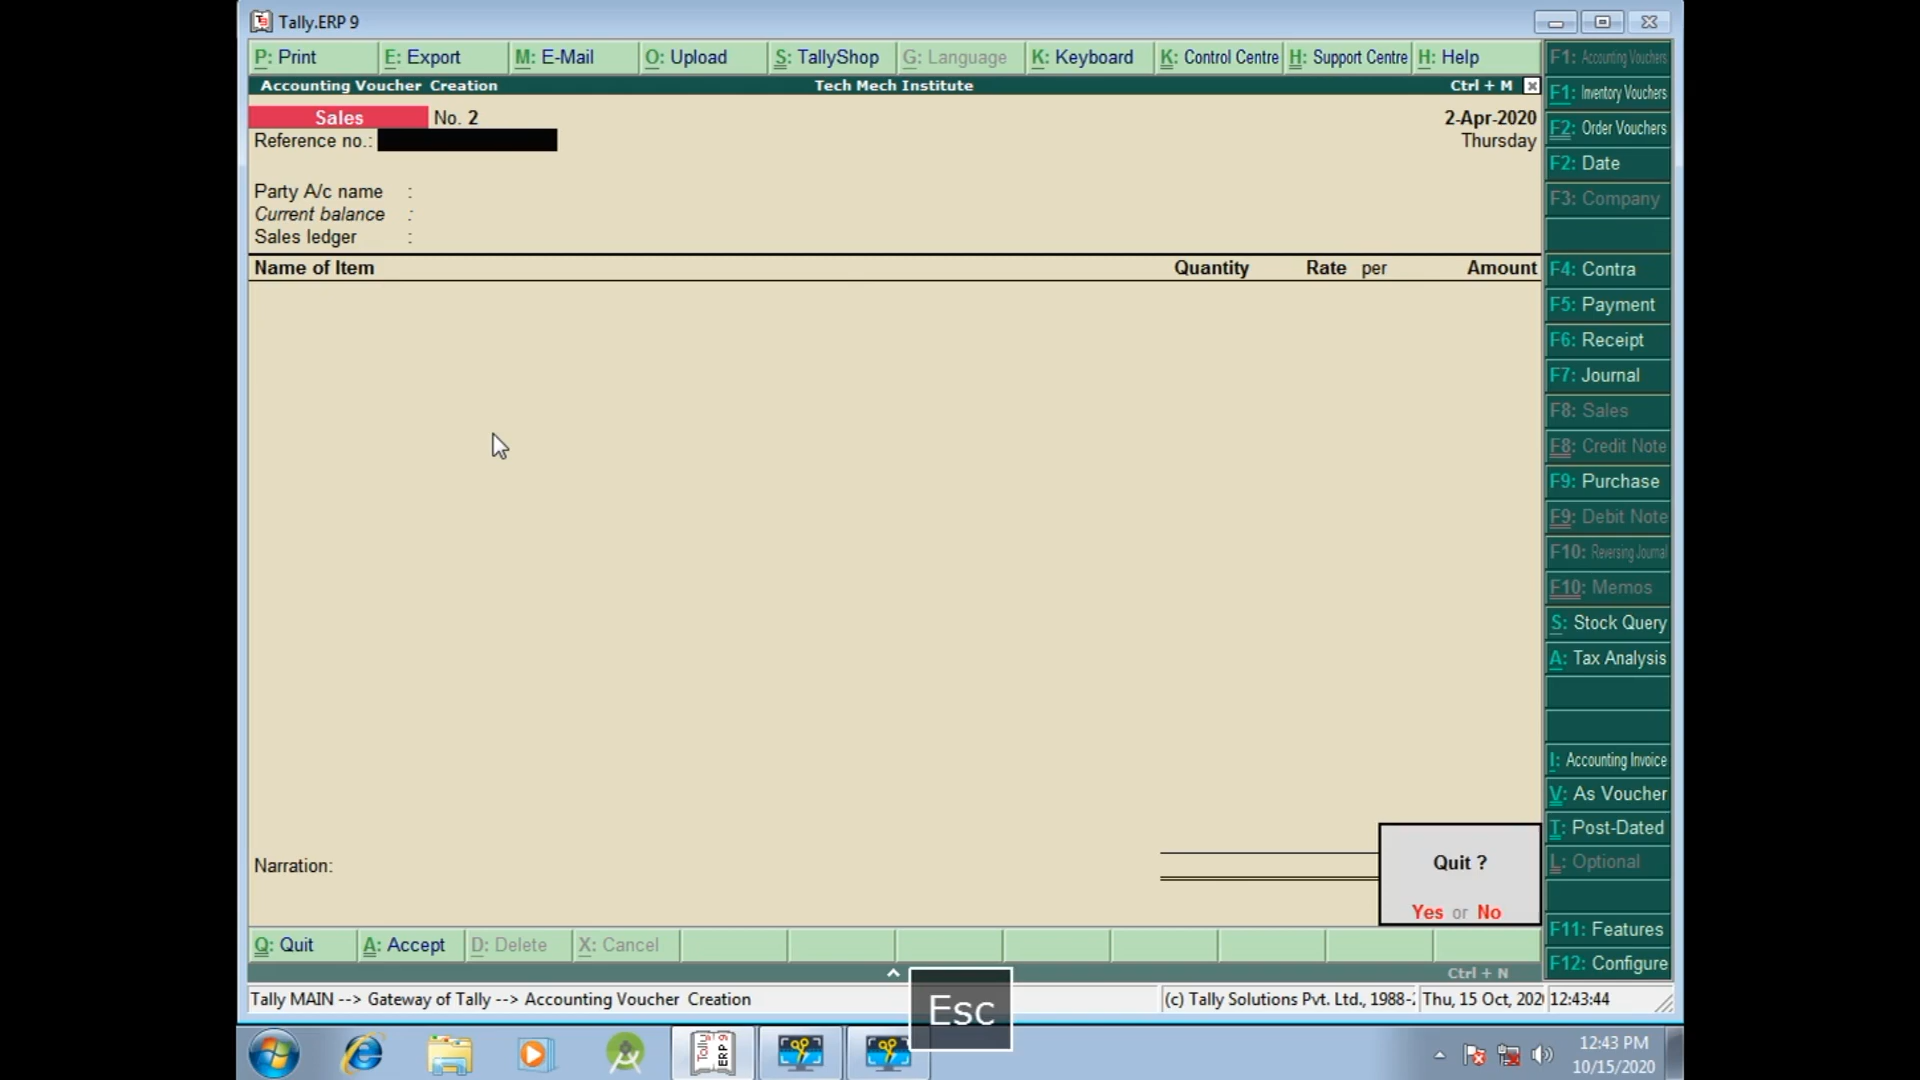 Tally.ERP 9
P: Print E: Export M: E-Mail O: Upload S: TallyShop G: Language K: Keyboard K: Control Centre H: Support Centre H: Help
Accounting Voucher Creation Tech Mech Institute Ctrl + M
Sales No. 2 2-Apr-2020
Reference no.: Thursday
Party A/c name :
Current balance :
Sales ledger :
Name of Item Quantity Rate per Amount
Narration:
Quit ?
Yes or No
Q: Quit A: Accept D: Delete X: Cancel
Ctrl + N
F1: Accounting Vouchers
F1: Inventory Vouchers
F2: Order Vouchers
F2: Date
F3: Company
F4: Contra
F5: Payment
F6: Receipt
F7: Journal
F8: Sales
F8: Credit Note
F9: Purchase
F9: Debit Note
F10: Reversing Journal
F10: Memos
S: Stock Query
A: Tax Analysis
I: Accounting Invoice
V: As Voucher
T: Post-Dated
L: Optional
F11: Features
F12: Configure
Tally MAIN --> Gateway of Tally --> Accounting Voucher Creation (c) Tally Solutions Pvt. Ltd., 1988- Thu, 15 Oct, 12:43:44
Esc
Tally ERP 9
12:43 PM
10/15/2020